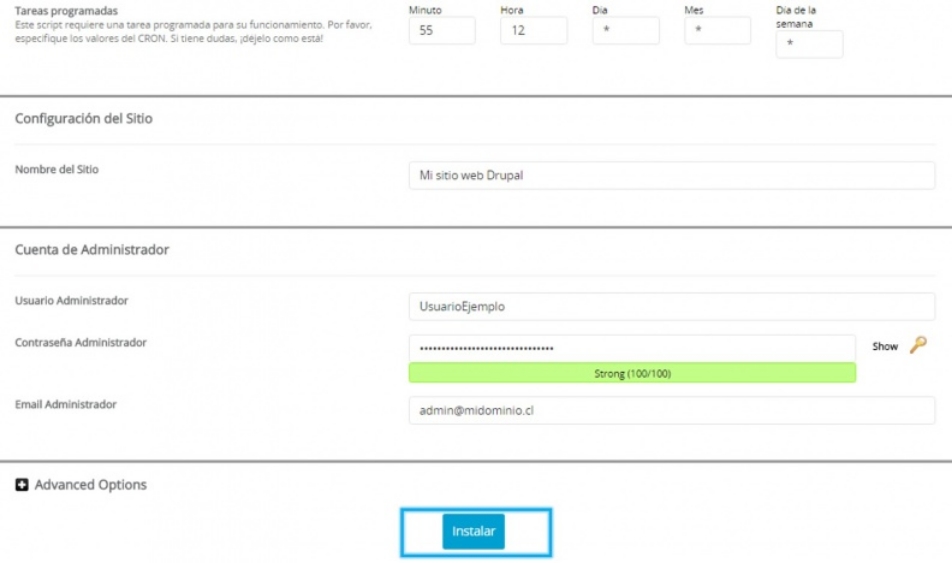 Tareas programadas
Este script requiere una tarea programada para su funcionamiento. Por favor,
especifique los valores del CRON. Si tiene dudas, ¡déjelo como está!
Minuto Hora Dia Mes Día de la
semana
55 12 * * *
Configuración del Sitio
Nombre del Sitio
Mi sitio web Drupal
Cuenta de Administrador
Usuario Administrador
UsuarioEjemplo
Contraseña Administrador
Show
Strong (100/100)
Email Administrador
admin@midominio.cl
Advanced Options
Instalar